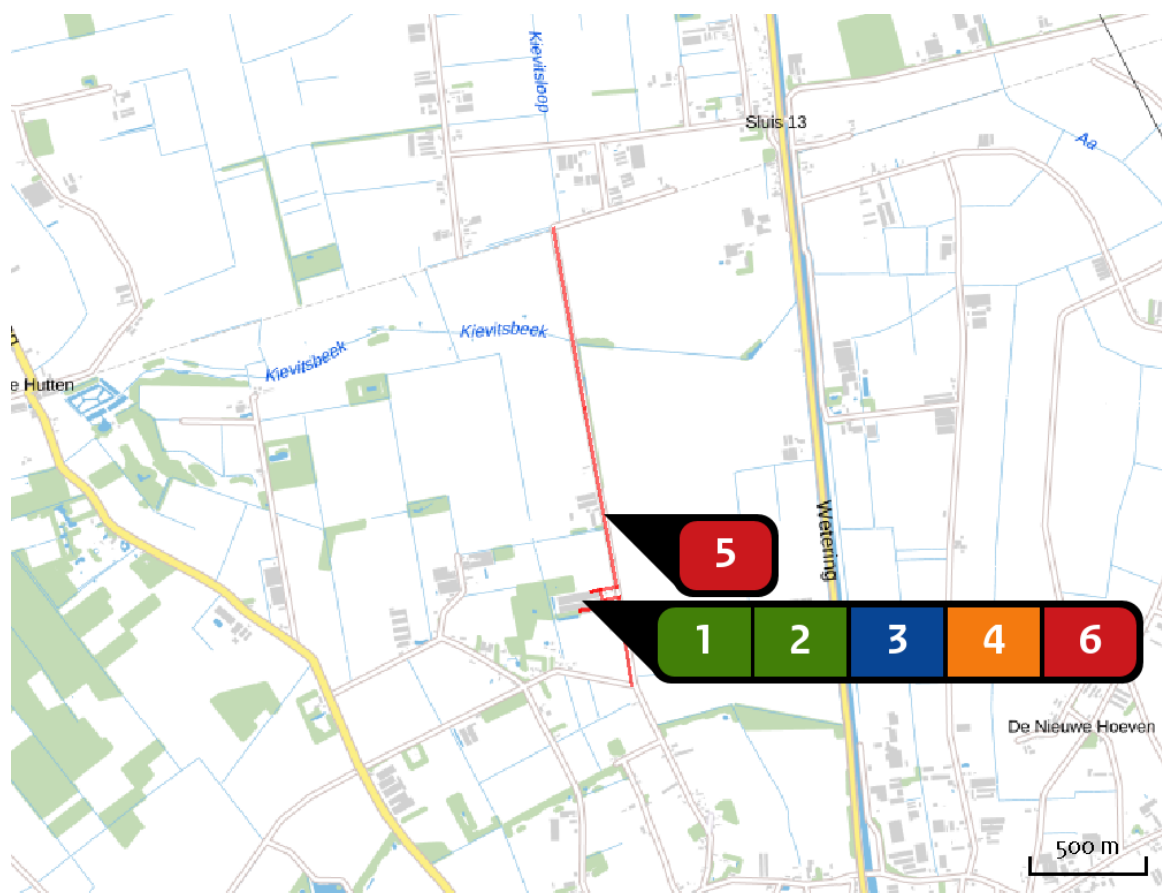 Kievitsloop
Sluis 13
Aa
Kievitsbeek
Kievitsbeek
e Hutten
Wetering
5
1
2
3
4
6
De Nieuwe Hoeven
500 m